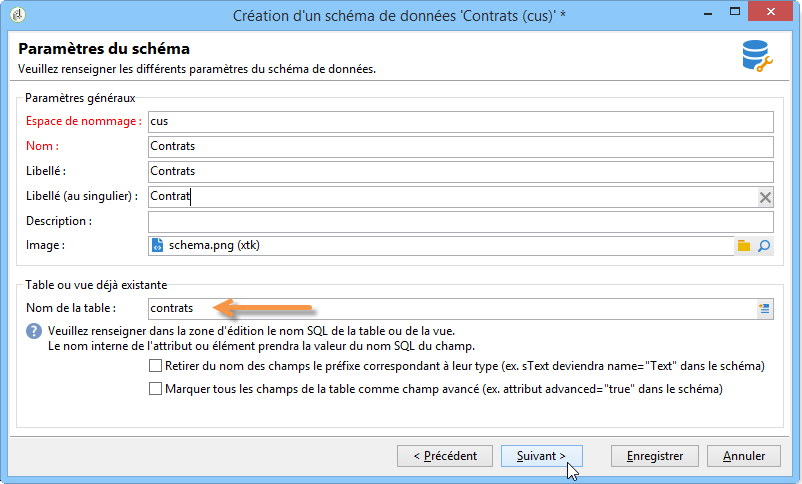 Création d'un schéma de données 'Contrats (cus)' *
Paramètres du schéma
Veuillez renseigner les différents paramètres du schéma de données.
Paramètres généraux
Espace de nommage : cus
Nom : Contrats
Libellé : Contrats
Libellé (au singulier) : Contrat
Description :
Image : schema.png (xtk)
Table ou vue déjà existante
Nom de la table : contrats
Veuillez renseigner dans la zone d'édition le nom SQL de la table ou de la vue.
Le nom interne de l'attribut ou élément prendra la valeur du nom SQL du champ.
Retirer du nom des champs le préfixe correspondant à leur type (ex. sText deviendra name="Text" dans le schéma)
Marquer tous les champs de la table comme champ avancé (ex. attribut advanced="true" dans le schéma)
< Précédent Suivant > Enregistrer Annuler